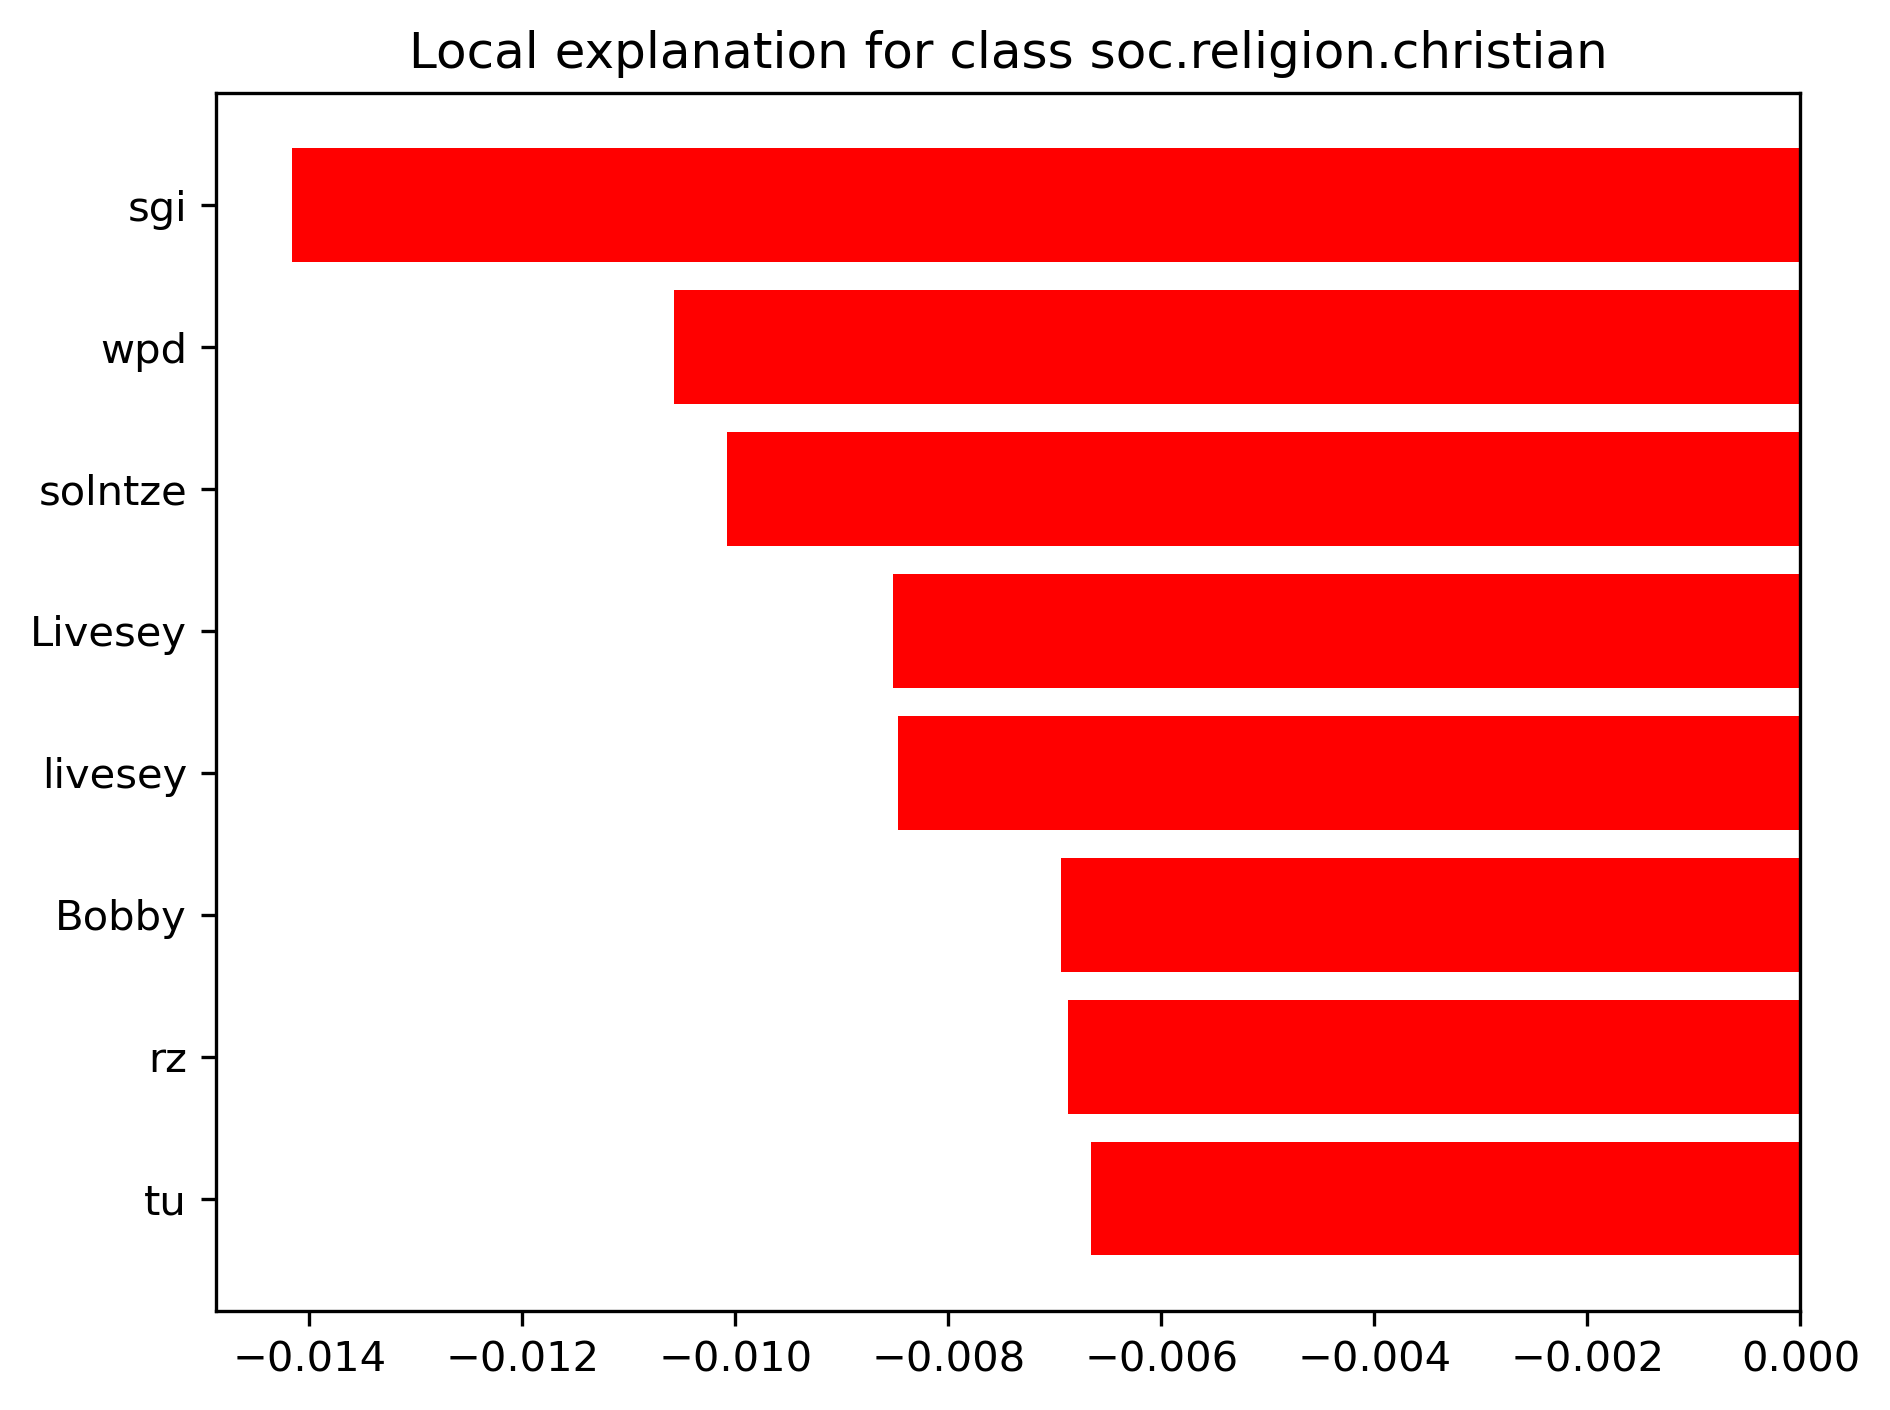 Local explanation for class soc.religion.christian
sgi
wpd
solntze
Livesey
livesey
Bobby
rz
tu
−0.014 −0.012 −0.010 −0.008 −0.006 −0.004 −0.002 0.000